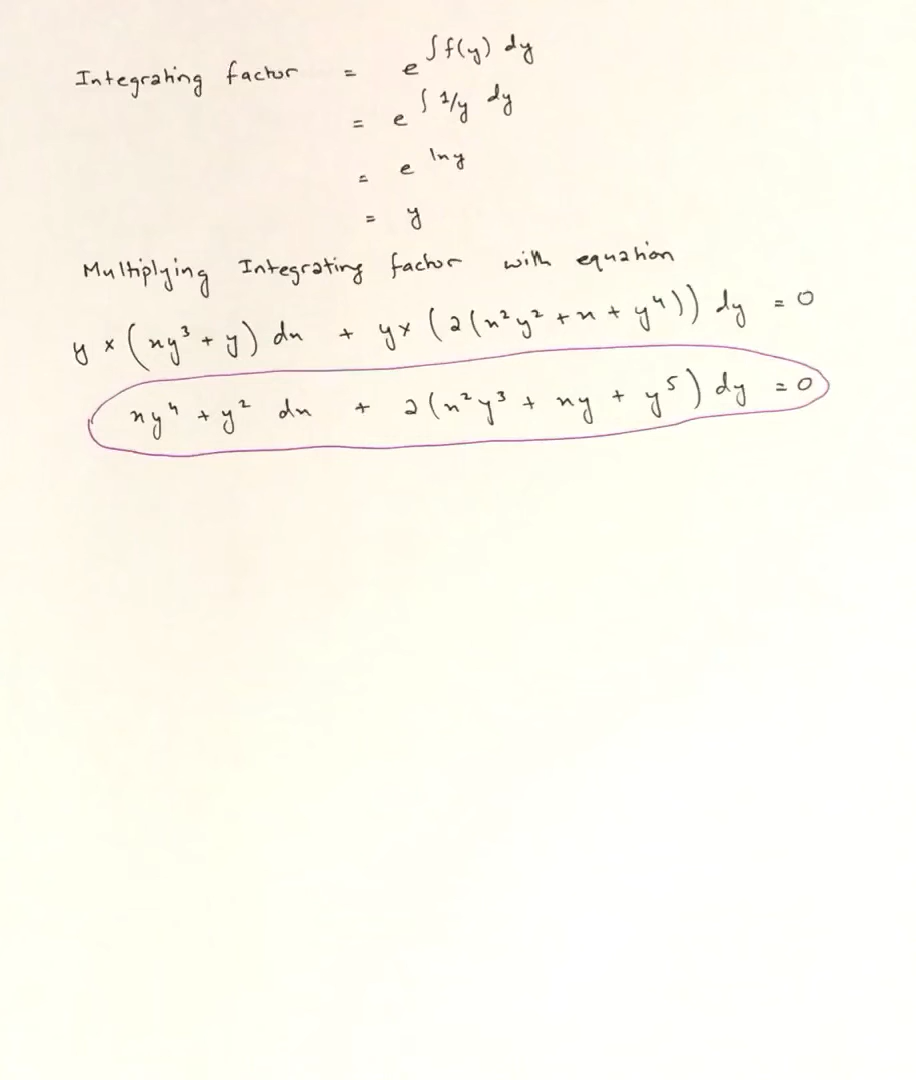 Integrating factor = e^{∫f(y) dy}
= e^{∫1/y dy}
= e^{ln y}
= y
Multiplying Integrating factor with equation
y × (xy³ + y) dx + y × (2(x²y² + x + y⁴)) dy = 0
xy⁴ + y² dx + 2(x²y³ + xy + y⁵) dy = 0